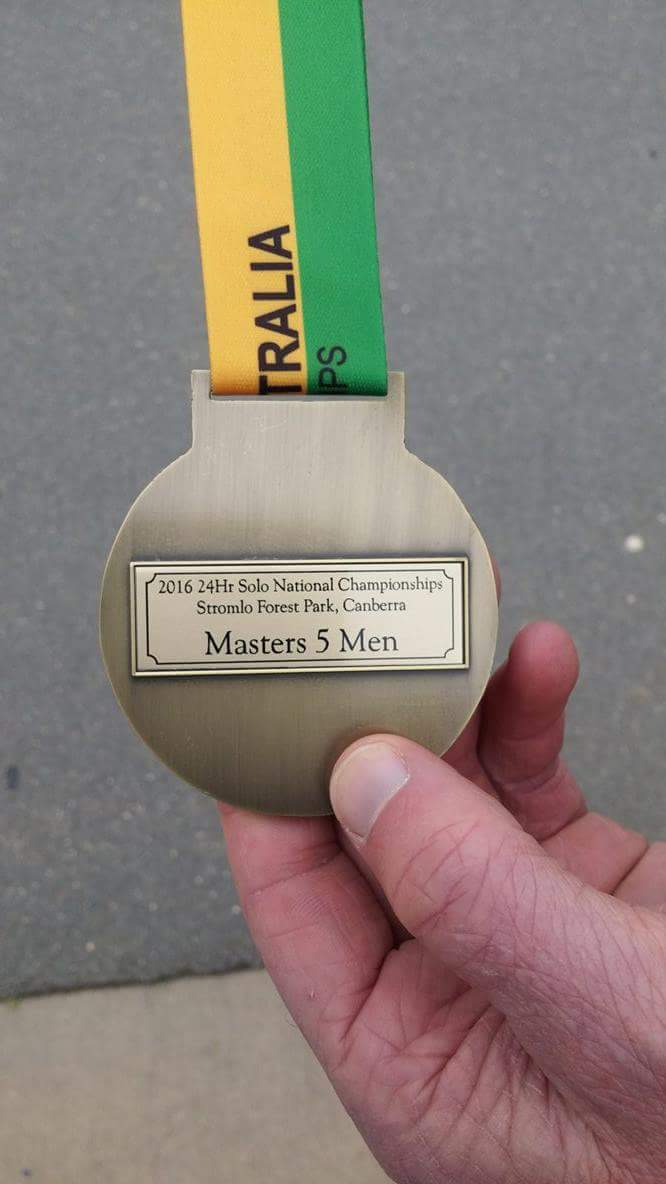 TRALIA
PS
2016 24Hr Solo National Championships
Stromlo Forest Park, Canberra
Masters 5 Men